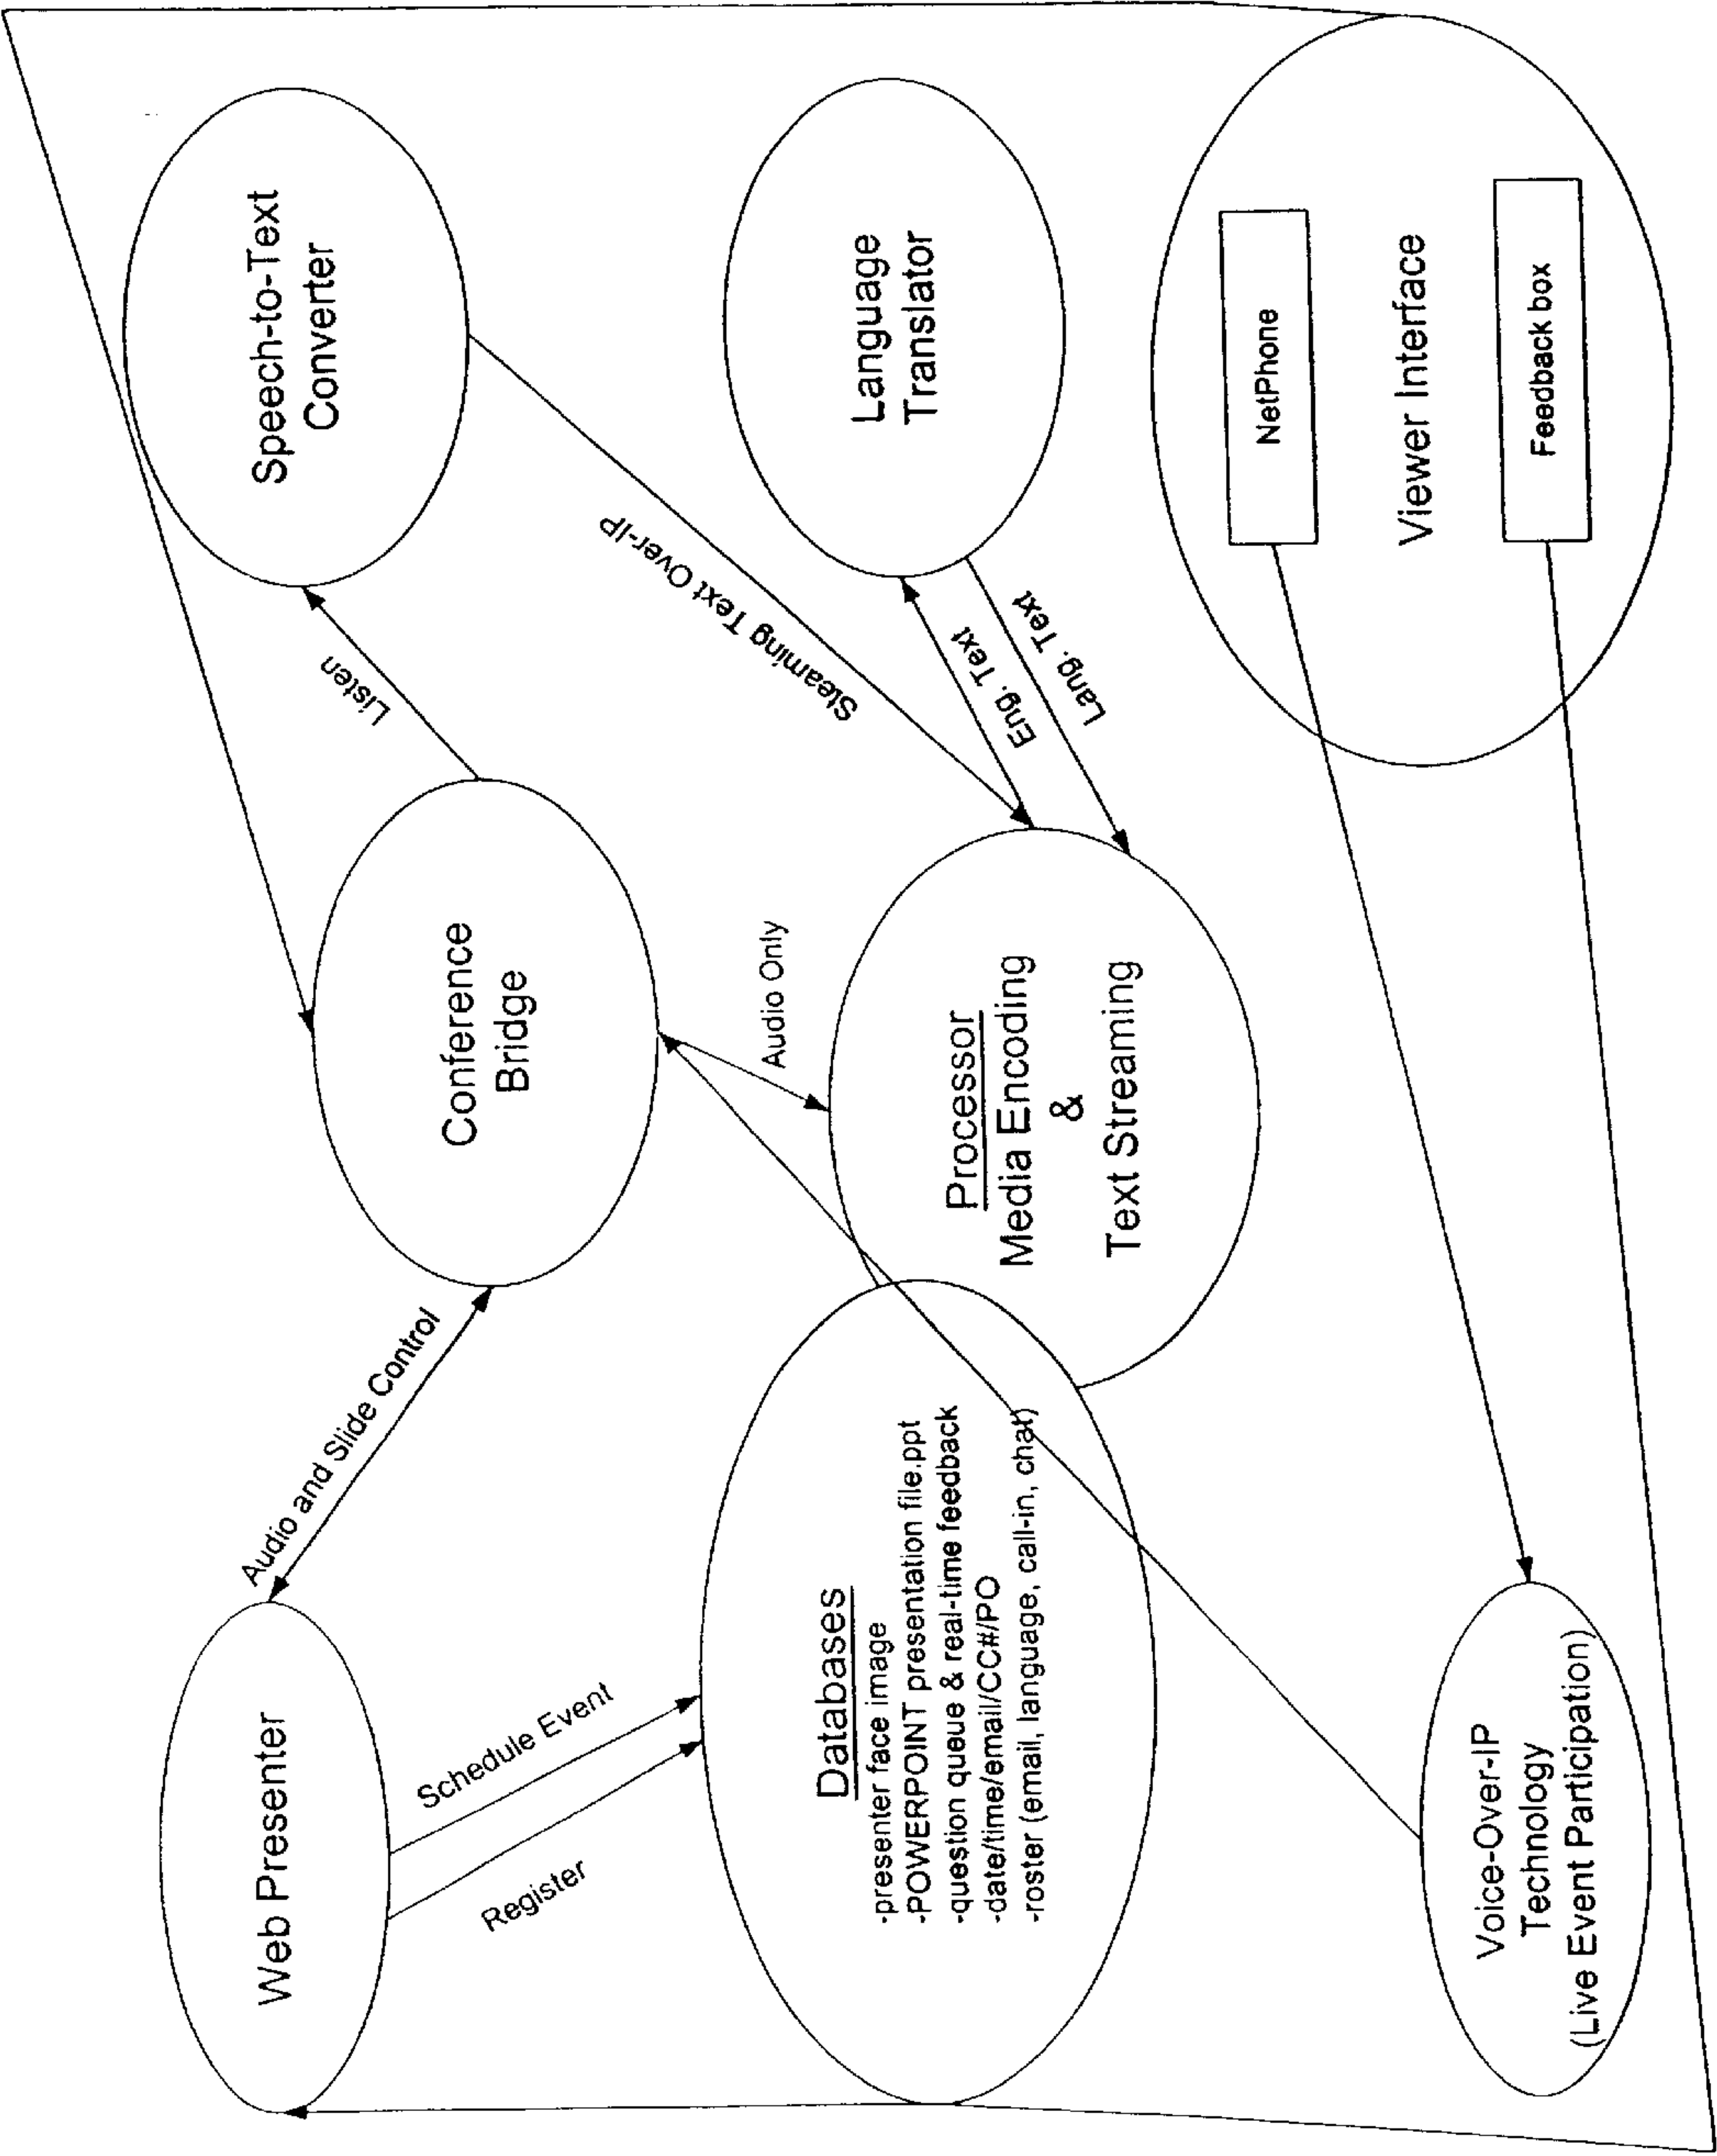 Web Presenter
Audio and Slide Control
Conference
Bridge
Listen
Speech-to-Text
Converter
Schedule Event
Register
Audio Only
Steaming Text Over-IP
Databases
-presenter face image
-POWERPOINT presentation file.ppt
-question queue & real-time feedback
-date/time/email/CC#/PO
-roster (email, language, call-in, chat)
Processor
Media Encoding
&
Text Streaming
Eng. Text
Lang. Text
Language
Translator
Voice-Over-IP
Technology
(Live Event Participation)
NetPhone
Viewer Interface
Feedback box